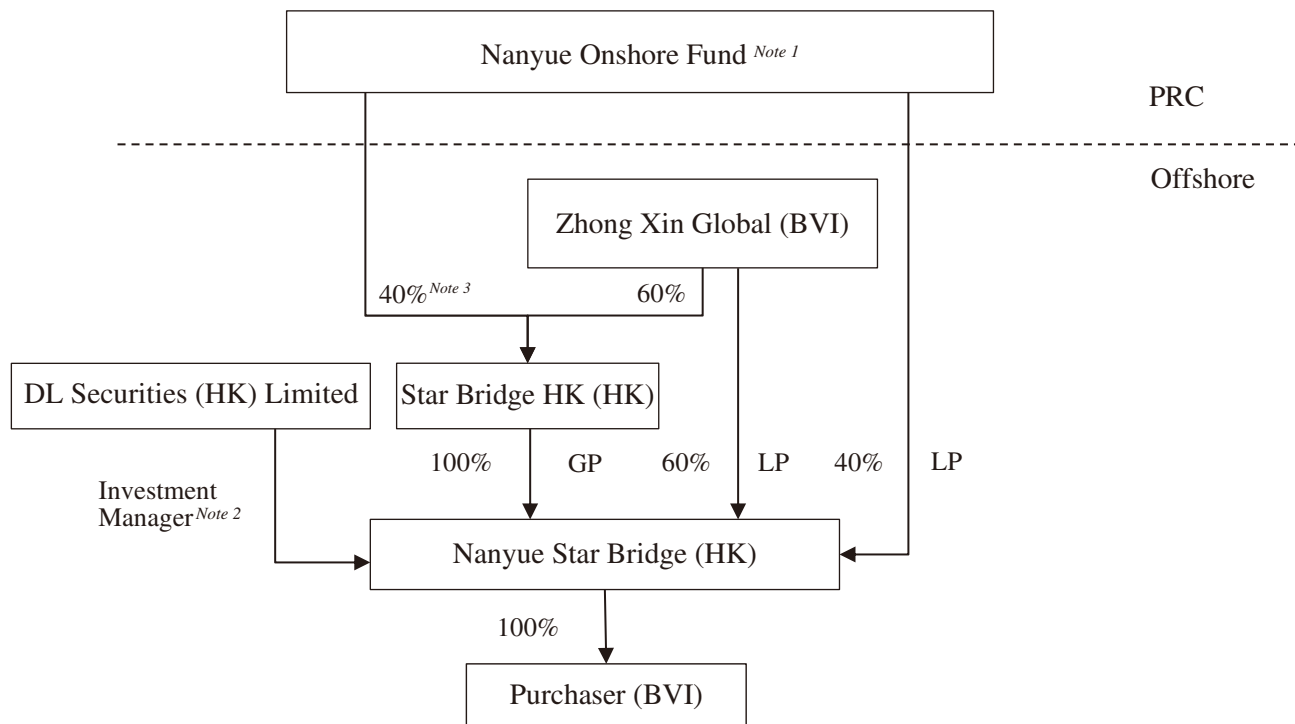 Nanyue Onshore Fund Note 1
PRC
Offshore
Zhong Xin Global (BVI)
40% Note 3
60%
DL Securities (HK) Limited
Star Bridge HK (HK)
100%
GP
60%
LP
40%
LP
Investment
Manager Note 2
Nanyue Star Bridge (HK)
100%
Purchaser (BVI)